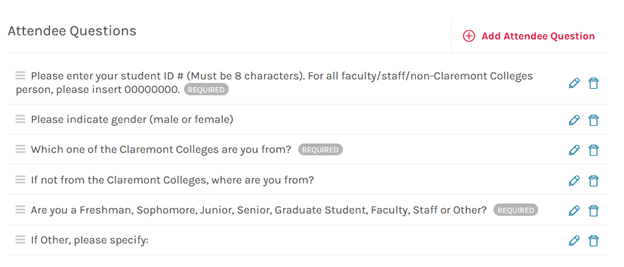 Attendee Questions
Add Attendee Question
Please enter your student ID # (Must be 8 characters). For all faculty/staff/non-Claremont Colleges
person, please insert 00000000. REQUIRED
Please indicate gender (male or female)
Which one of the Claremont Colleges are you from? REQUIRED
If not from the Claremont Colleges, where are you from?
Are you a Freshman, Sophomore, Junior, Senior, Graduate Student, Faculty, Staff or Other? REQUIRED
If Other, please specify: